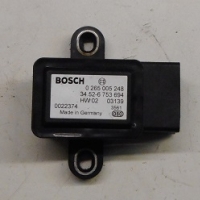 BOSCH
0 265 005 248
34.52-6 753 694
HW 02 03139
0022374
Made in Germany